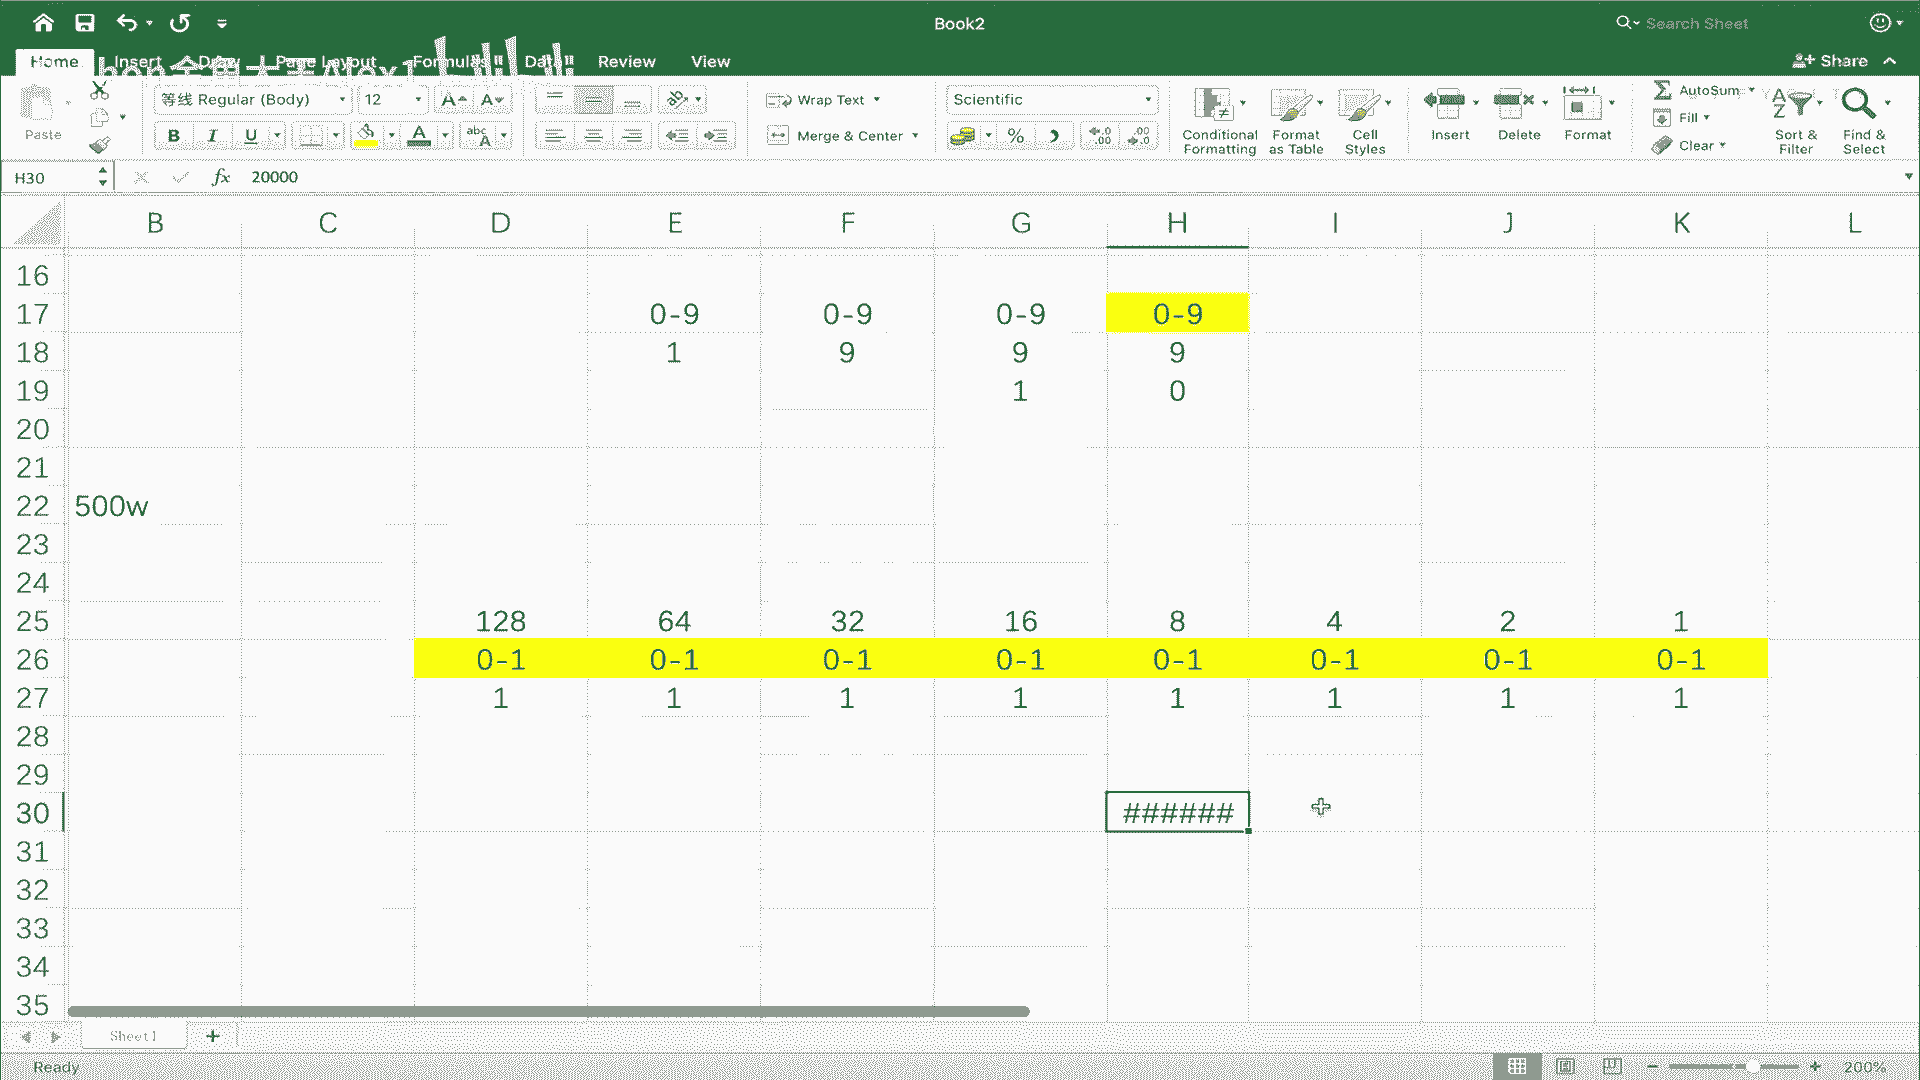 Book2
Search Sheet
Home Insert Draw Page Layout Formulas Data Review View
Share
Paste
等线 Regular (Body) 12
Wrap Text
Merge & Center
Scientific
Conditional Formatting
Format as Table
Cell Styles
Insert
Delete
Format
AutoSum
Fill
Clear
Sort & Filter
Find & Select
H30 fx 20000
B C D E F G H I J K L
16
17 0-9 0-9 0-9 0-9
18 1 9 9 9
19 1 0
20
21
22 500w
23
24
25 128 64 32 16 8 4 2 1
26 0-1 0-1 0-1 0-1 0-1 0-1 0-1 0-1
27 1 1 1 1 1 1 1 1
28
29
30 ######
31
32
33
34
35
Sheet1
Ready
200%